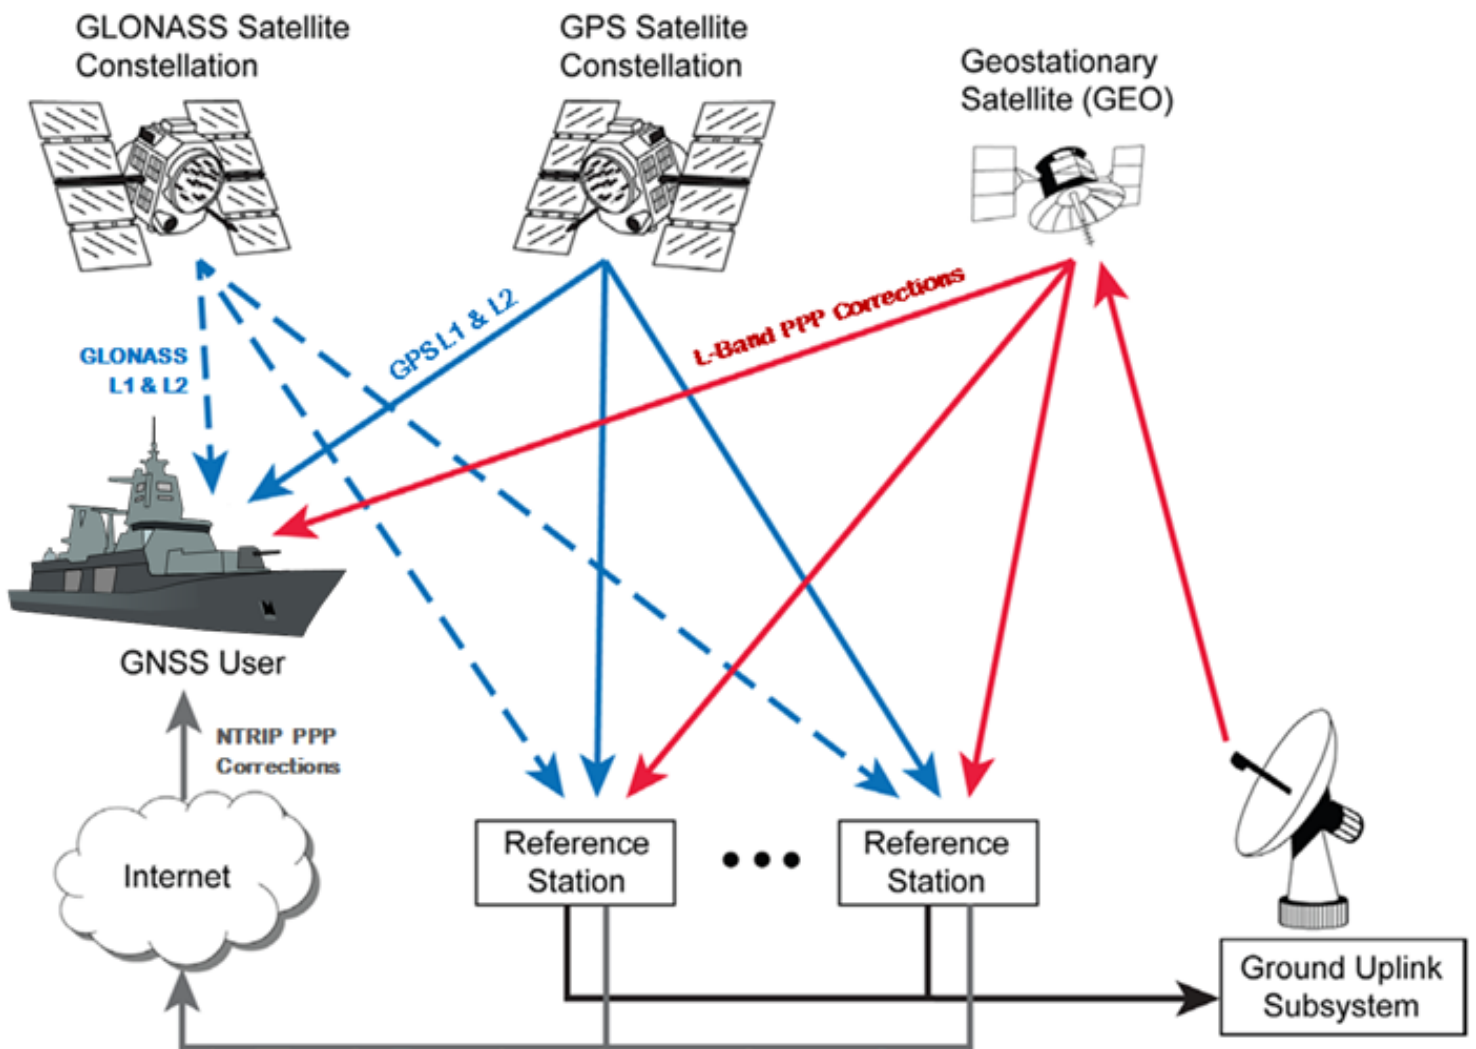 GLONASS Satellite
Constellation
GPS Satellite
Constellation
Geostationary
Satellite (GEO)
GLONASS
L1 & L2
GPS L1 & L2
L-Band PPP Corrections
GNSS User
NTRIP PPP
Corrections
Internet
Reference
Station
Reference
Station
Ground Uplink
Subsystem